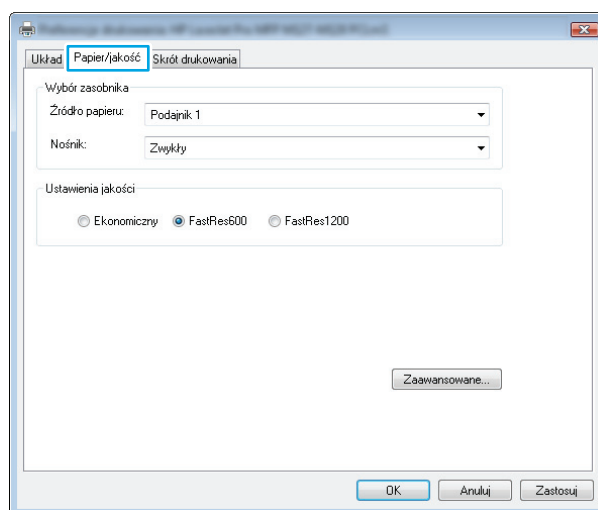 Układ Papier/jakość Skrót drukowania
Wybór zasobnika
Źródło papieru: Podajnik 1
Nośnik: Zwykły
Ustawienia jakości
Ekonomiczny FastRes600 FastRes1200
Zaawansowane...
OK Anuluj Zastosuj